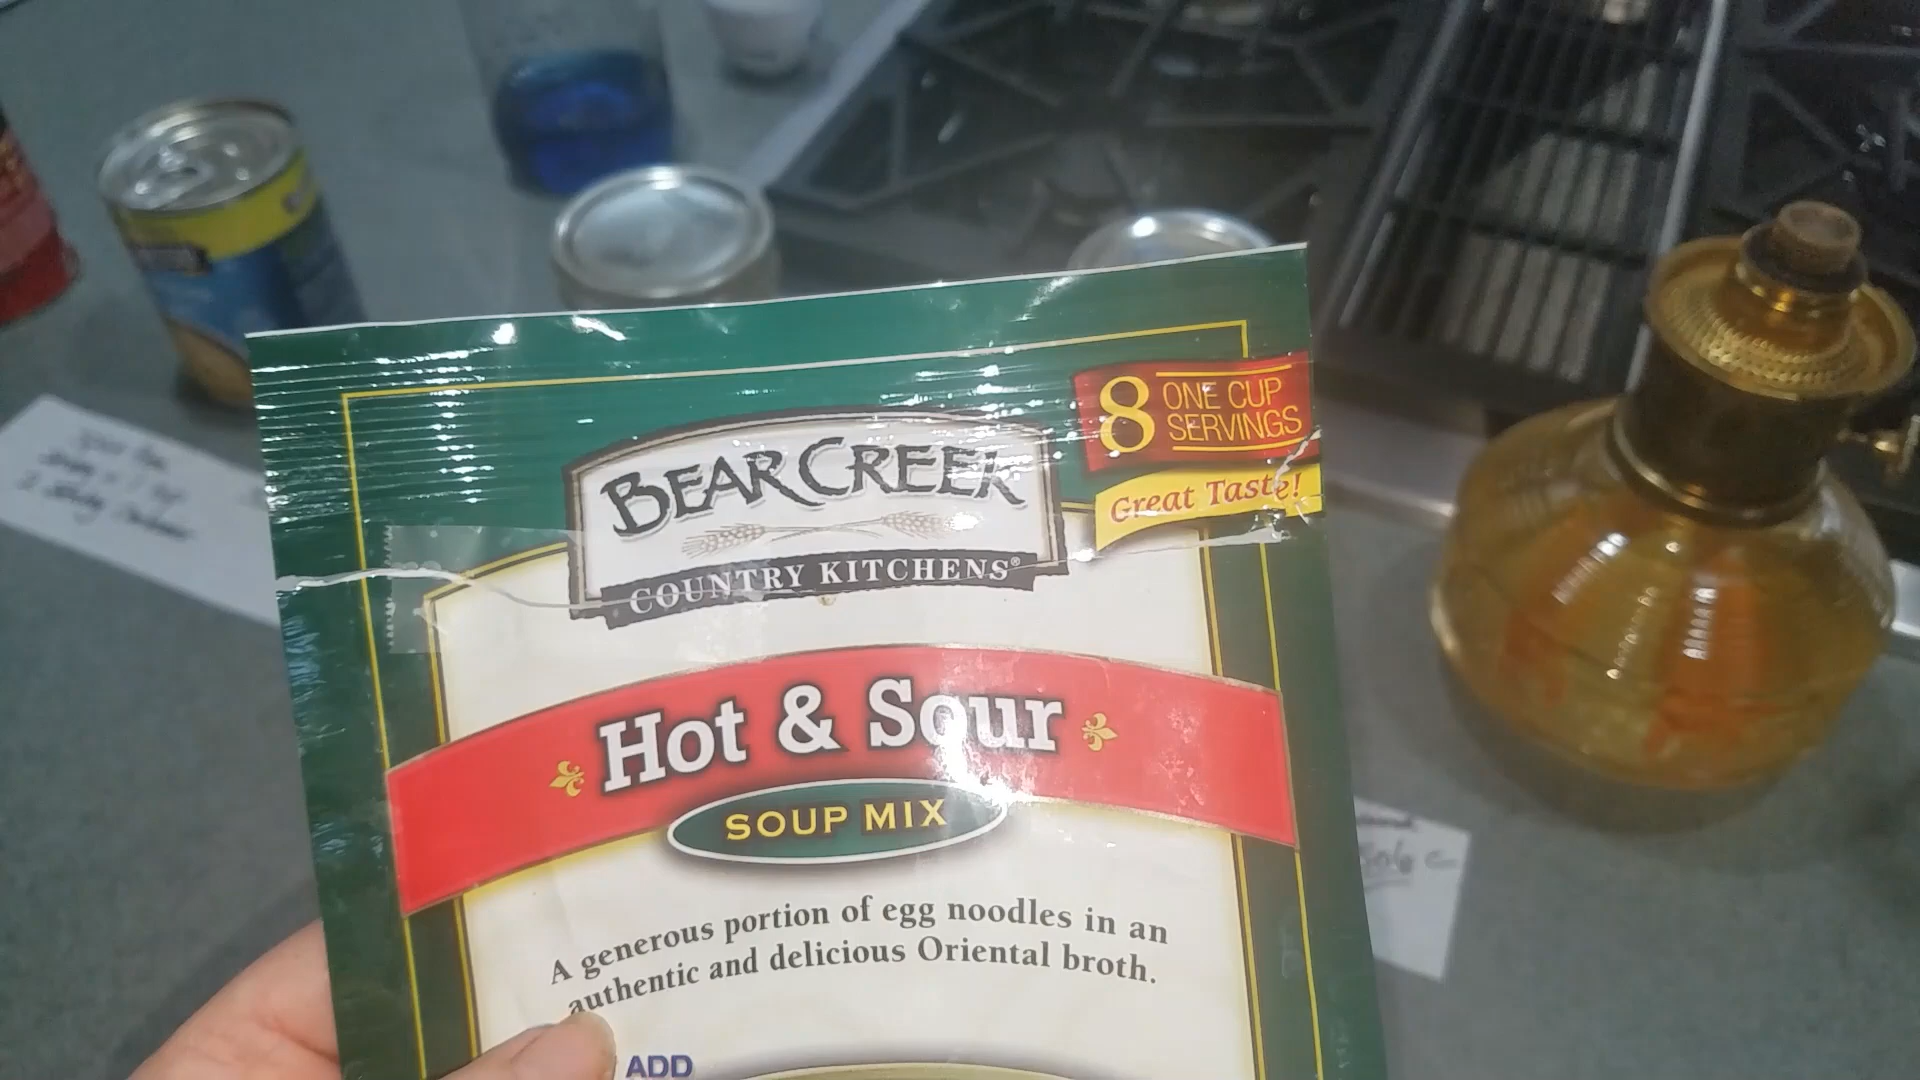 BEAR CREEK
COUNTRY KITCHENS®
8 ONE CUP
SERVINGS
Great Taste!
Hot & Sour
SOUP MIX
A generous portion of egg noodles in an
authentic and delicious Oriental broth.
ADD